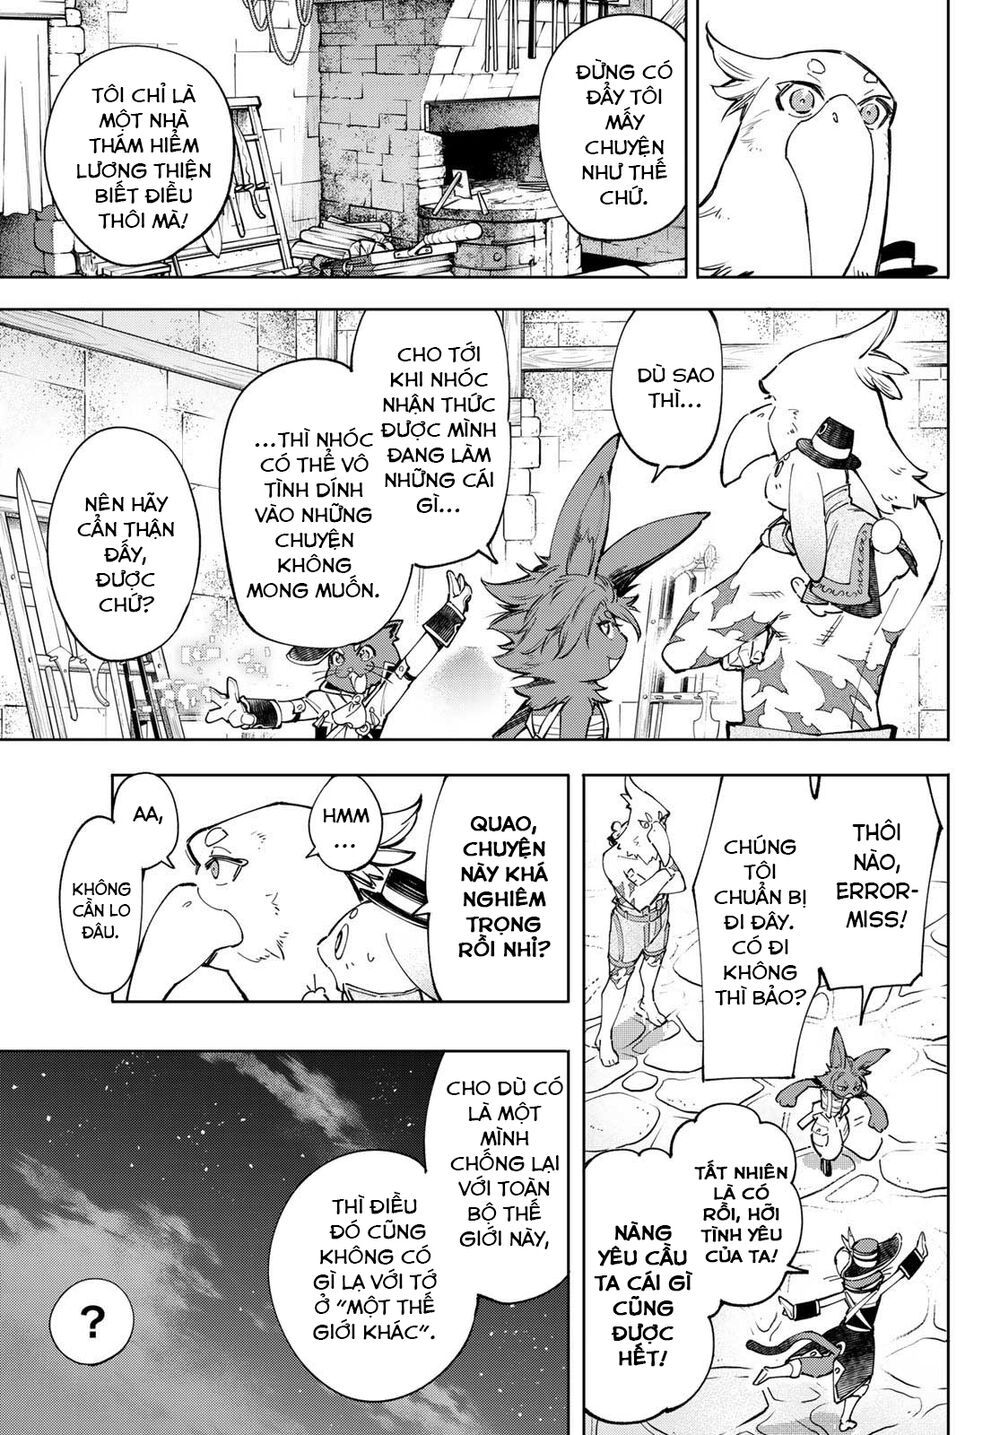 ĐỪNG CÓ
ĐẨY TÔI
MẤY
CHUYỆN
NHƯ THẾ
CHỨ.
TÔI CHỈ LÀ
MỘT NHÀ
THÁM HIỂM
LƯƠNG THIỆN
BIẾT ĐIỀU
THÔI MÀ!
DÙ SAO
THÌ...
CHO TỚI
KHI NHÓC
NHẬN THỨC
ĐƯỢC MÌNH
ĐANG LÀM
NHỮNG CÁI
GÌ...
...THÌ NHÓC
CÓ THỂ VÔ
TÌNH DÍNH
VÀO NHỮNG
CHUYỆN
KHÔNG
MONG MUỐN.
NÊN HÃY
CẨN THẬN
ĐẤY,
ĐƯỢC
CHỨ?
THÔI
NÀO,
ERROR-
MISS!
CHÚNG
TÔI
CHUẨN BỊ
ĐI ĐÂY.
CÓ ĐI
KHÔNG
THÌ BẢO?
TẤT NHIÊN
LÀ CÓ
RỒI, HỠI
TÌNH YÊU
CỦA TA!
NÀNG
YÊU CẦU
TA CÁI GÌ
CŨNG
ĐƯỢC
HẾT!
QUAO,
CHUYỆN
NÀY KHÁ
NGHIÊM
TRỌNG
RỒI NHỈ?
HMM
...
AA,
KHÔNG
CẦN LO
ĐÂU.
CHO DÙ CÓ
LÀ MỘT
MÌNH
CHỐNG LẠI
VỚI TOÀN
BỘ THẾ
GIỚI NÀY,
THÌ ĐIỀU
ĐÓ CŨNG
KHÔNG CÓ
GÌ LẠ VỚI TỚ
Ở "MỘT THẾ
GIỚI KHÁC".
?